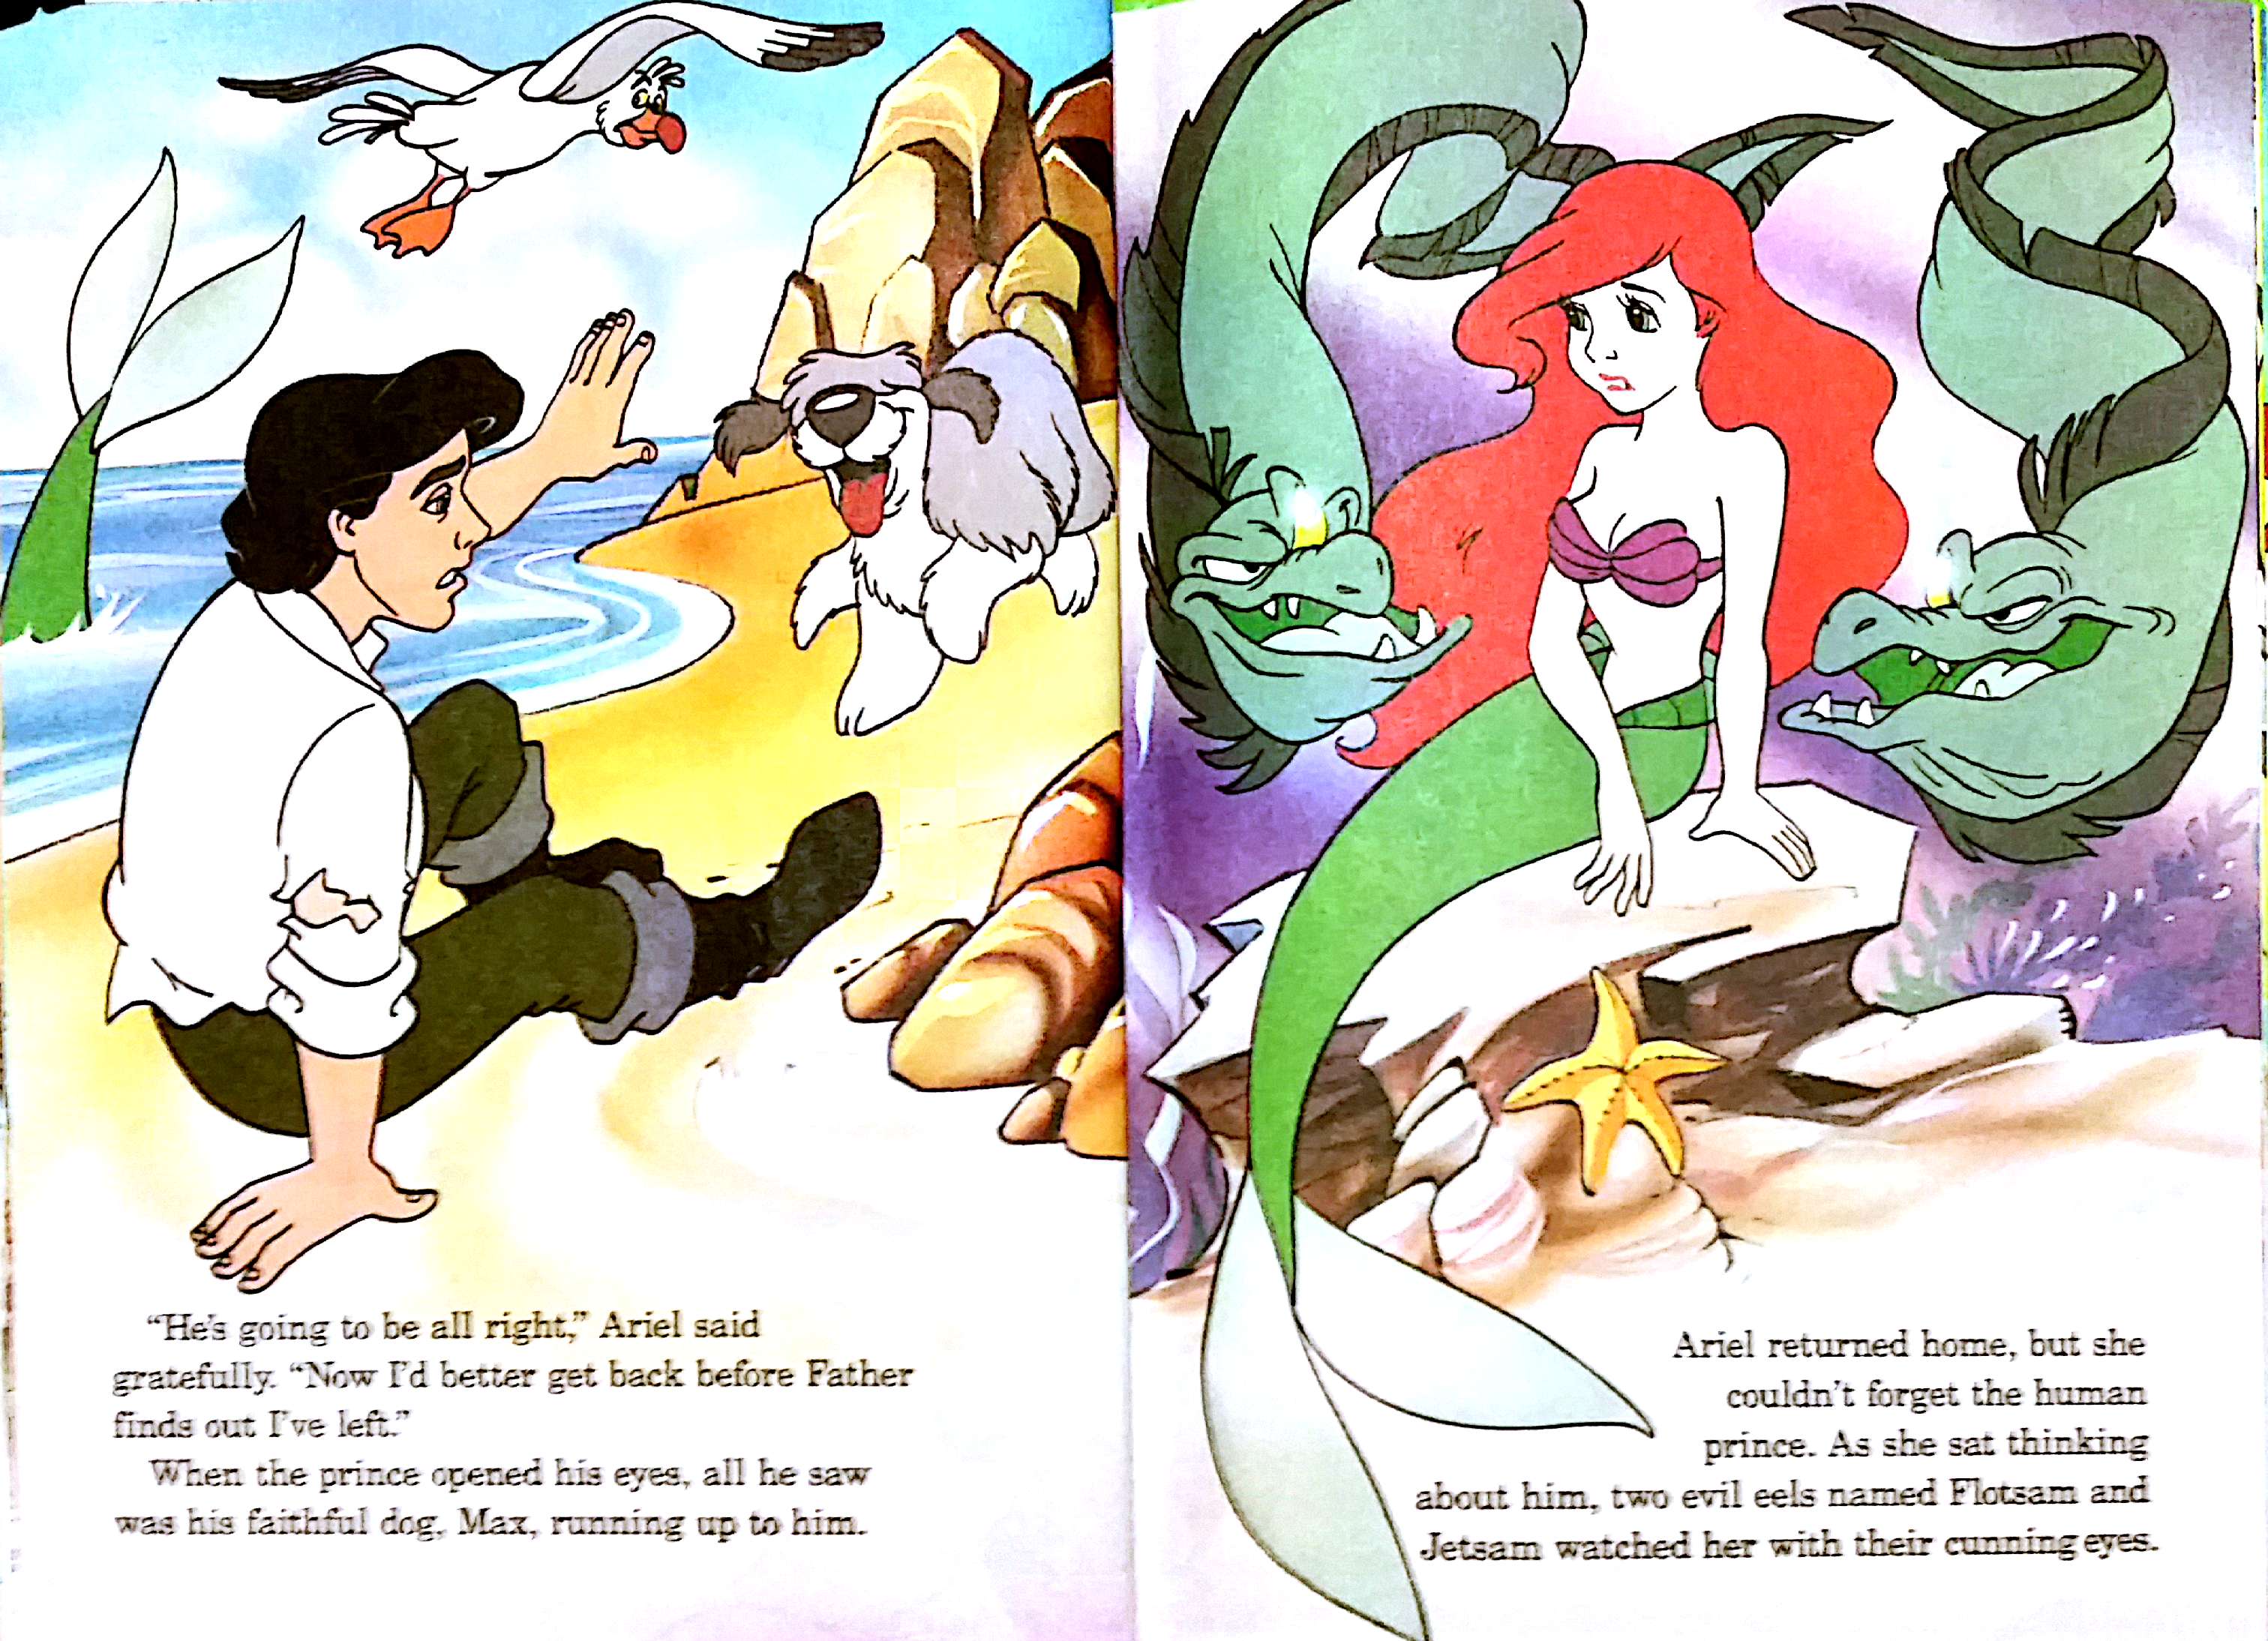 “He’s going to be all right,” Ariel said
gratefully. “Now I’d better get back before Father
finds out I’ve left.”
When the prince opened his eyes, all he saw
was his faithful dog, Max, running up to him.
Ariel returned home, but she
couldn’t forget the human
prince. As she sat thinking
about him, two evil eels named Flotsam and
Jetsam watched her with their cunning eyes.